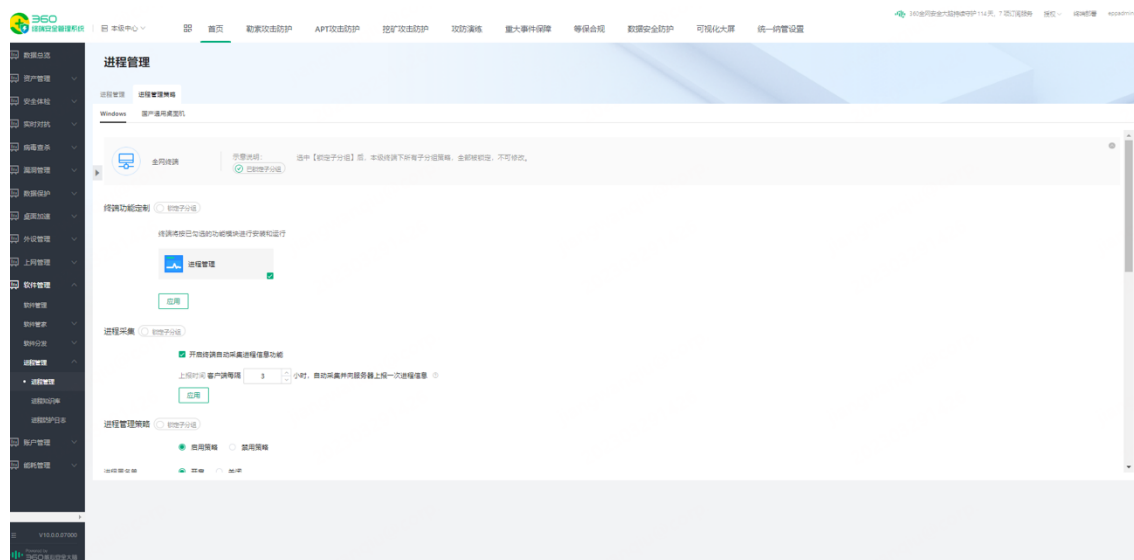 360
终端安全管理系统
本级中心
首页 勒索攻击防护 APT攻击防护 挖矿攻击防护 攻防演练 重大事件保障 等保合规 数据安全防护 可视化大屏 统一纳管设置
授权 终端部署
数据总览
资产管理
安全体检
实时对抗
病毒查杀
漏洞管理
数据保护
桌面加速
外设管理
上网管理
软件管理
软件管理
软件管家
软件分发
进程管理
进程管理
进程知识库
进程防护日志
账户管理
能耗管理
V10.0.0.07000
Powered by
进程管理
进程管理 进程管理策略
Windows 国产通用桌面机
全网终端
示意说明:
已锁定子分组
选中【锁定子分组】后，本级终端下所有子分组策略，全部被锁定，不可修改。
终端功能定制 锁定子分组
终端将按已勾选的功能模块进行安装和运行
进程管理
应用
进程采集 锁定子分组
开启终端自动采集进程信息功能
上报时间 客户端每隔 3 小时，自动采集并向服务器上报一次进程信息
应用
进程管理策略 锁定子分组
启用策略 禁用策略